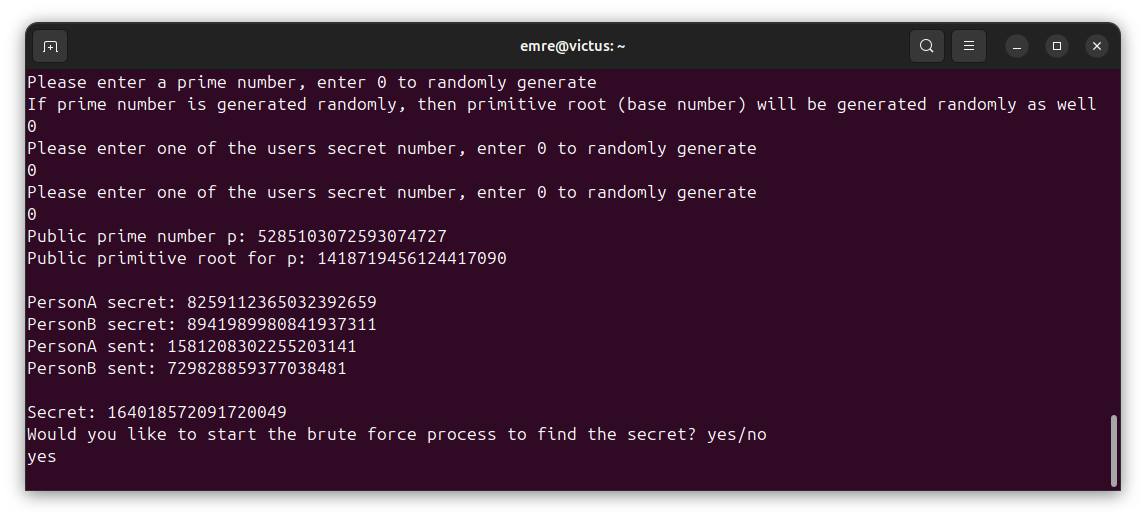 emre@victus: ~
Please enter a prime number, enter 0 to randomly generate
If prime number is generated randomly, then primitive root (base number) will be generated randomly as well
0
Please enter one of the users secret number, enter 0 to randomly generate
0
Please enter one of the users secret number, enter 0 to randomly generate
0
Public prime number p: 5285103072593074727
Public primitive root for p: 1418719456124417090
PersonA secret: 8259112365032392659
PersonB secret: 8941989980841937311
PersonA sent: 1581208302255203141
PersonB sent: 729828859377038481
Secret: 164018572091720049
Would you like to start the brute force process to find the secret? yes/no
yes